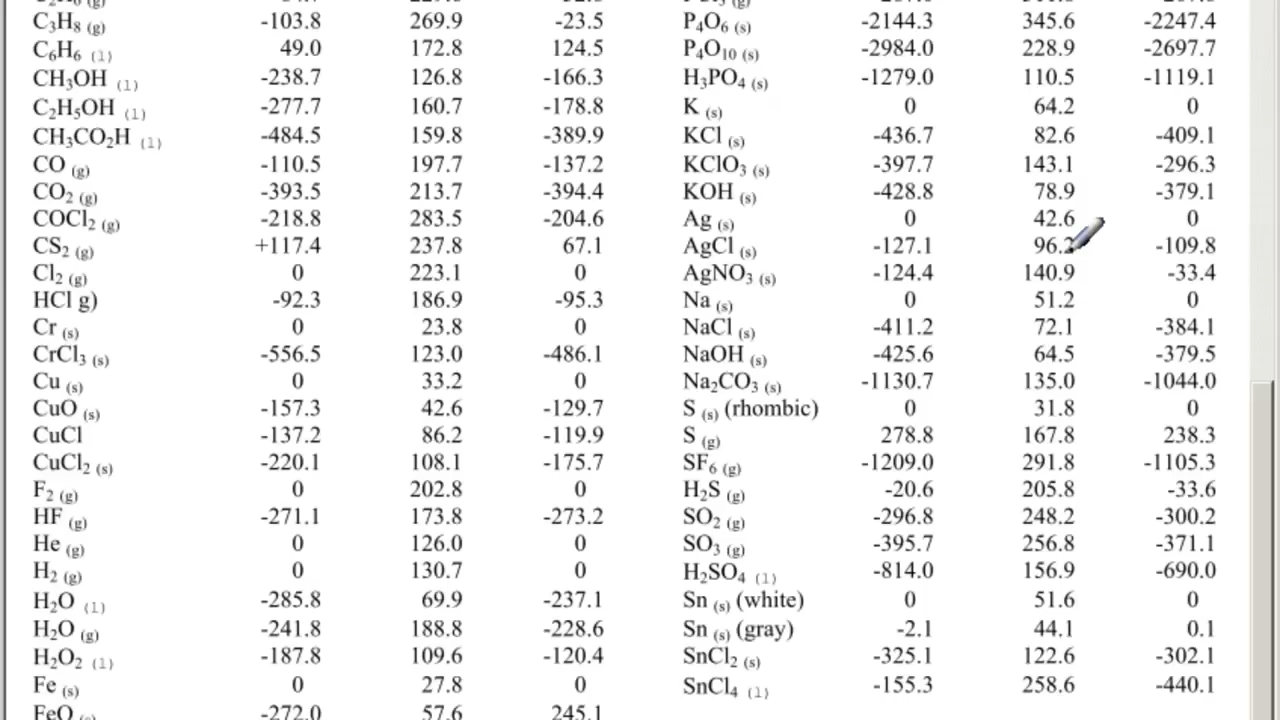 C3H8 (g) -103.8 269.9 -23.5
C6H6 (l) 49.0 172.8 124.5
CH3OH (l) -238.7 126.8 -166.3
C2H5OH (l) -277.7 160.7 -178.8
CH3CO2H (l) -484.5 159.8 -389.9
CO (g) -110.5 197.7 -137.2
CO2 (g) -393.5 213.7 -394.4
COCl2 (g) -218.8 283.5 -204.6
CS2 (g) +117.4 237.8 67.1
Cl2 (g) 0 223.1 0
HCl g) -92.3 186.9 -95.3
Cr (s) 0 23.8 0
CrCl3 (s) -556.5 123.0 -486.1
Cu (s) 0 33.2 0
CuO (s) -157.3 42.6 -129.7
CuCl -137.2 86.2 -119.9
CuCl2 (s) -220.1 108.1 -175.7
F2 (g) 0 202.8 0
HF (g) -271.1 173.8 -273.2
He (g) 0 126.0 0
H2 (g) 0 130.7 0
H2O (l) -285.8 69.9 -237.1
H2O (g) -241.8 188.8 -228.6
H2O2 (l) -187.8 109.6 -120.4
Fe (s) 0 27.8 0
FeO (s) -272.0 57.6 245.1
P4O6 (s) -2144.3 345.6 -2247.4
P4O10 (s) -2984.0 228.9 -2697.7
H3PO4 (s) -1279.0 110.5 -1119.1
K (s) 0 64.2 0
KCl (s) -436.7 82.6 -409.1
KClO3 (s) -397.7 143.1 -296.3
KOH (s) -428.8 78.9 -379.1
Ag (s) 0 42.6 0
AgCl (s) -127.1 96.2 -109.8
AgNO3 (s) -124.4 140.9 -33.4
Na (s) 0 51.2 0
NaCl (s) -411.2 72.1 -384.1
NaOH (s) -425.6 64.5 -379.5
Na2CO3 (s) -1130.7 135.0 -1044.0
S (s) (rhombic) 0 31.8 0
S (g) 278.8 167.8 238.3
SF6 (g) -1209.0 291.8 -1105.3
H2S (g) -20.6 205.8 -33.6
SO2 (g) -296.8 248.2 -300.2
SO3 (g) -395.7 256.8 -371.1
H2SO4 (l) -814.0 156.9 -690.0
Sn (s) (white) 0 51.6 0
Sn (s) (gray) -2.1 44.1 0.1
SnCl2 (s) -325.1 122.6 -302.1
SnCl4 (l) -155.3 258.6 -440.1